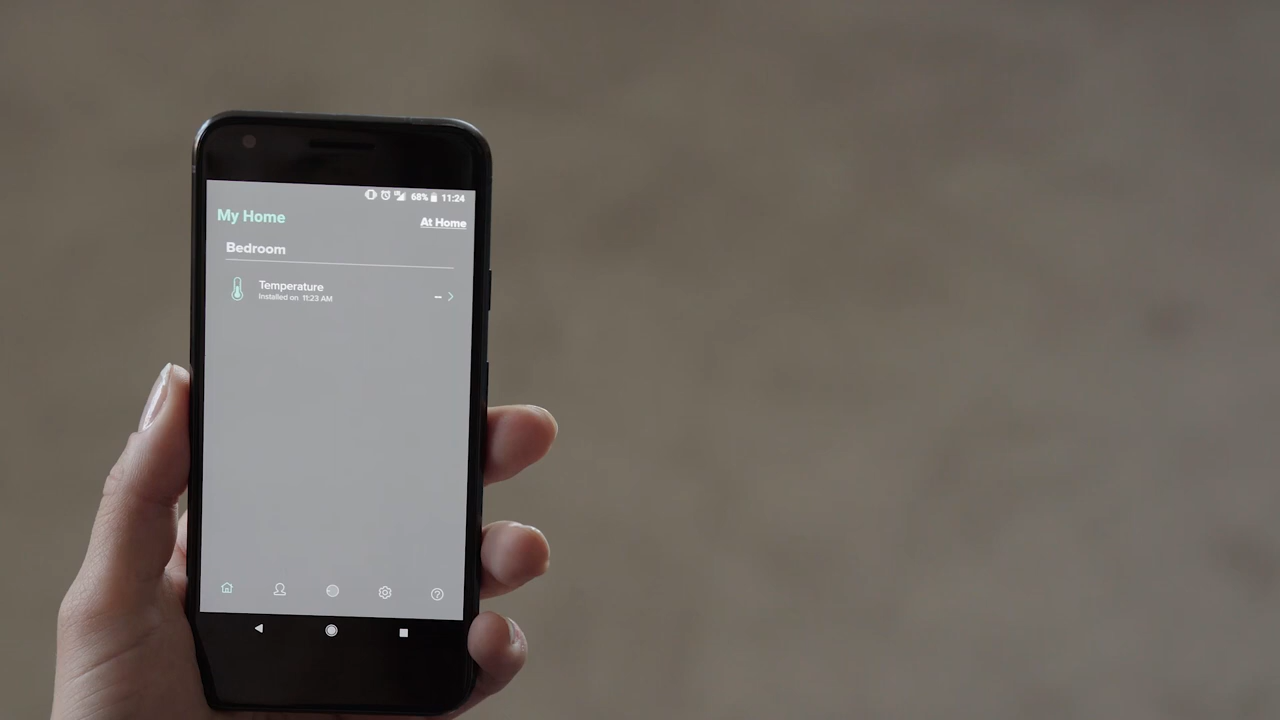 68% 11:24
My Home
At Home
Bedroom
Temperature
Installed on 11:23 AM
--